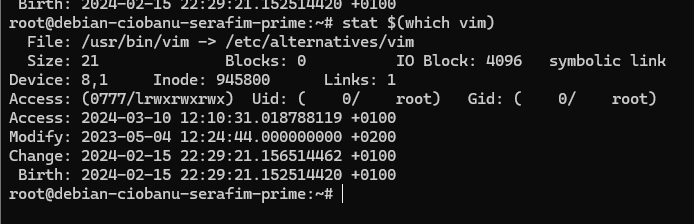 Birth: 2024-02-15 22:29:21.152514420 +0100
root@debian-ciobanu-serafim-prime:~# stat $(which vim)
  File: /usr/bin/vim -> /etc/alternatives/vim
  Size: 21              Blocks: 0          IO Block: 4096   symbolic link
Device: 8,1     Inode: 945800      Links: 1
Access: (0777/lrwxrwxrwx)  Uid: (    0/    root)   Gid: (    0/    root)
Access: 2024-03-10 12:10:31.018788119 +0100
Modify: 2023-05-04 12:24:44.000000000 +0200
Change: 2024-02-15 22:29:21.156514462 +0100
 Birth: 2024-02-15 22:29:21.152514420 +0100
root@debian-ciobanu-serafim-prime:~#